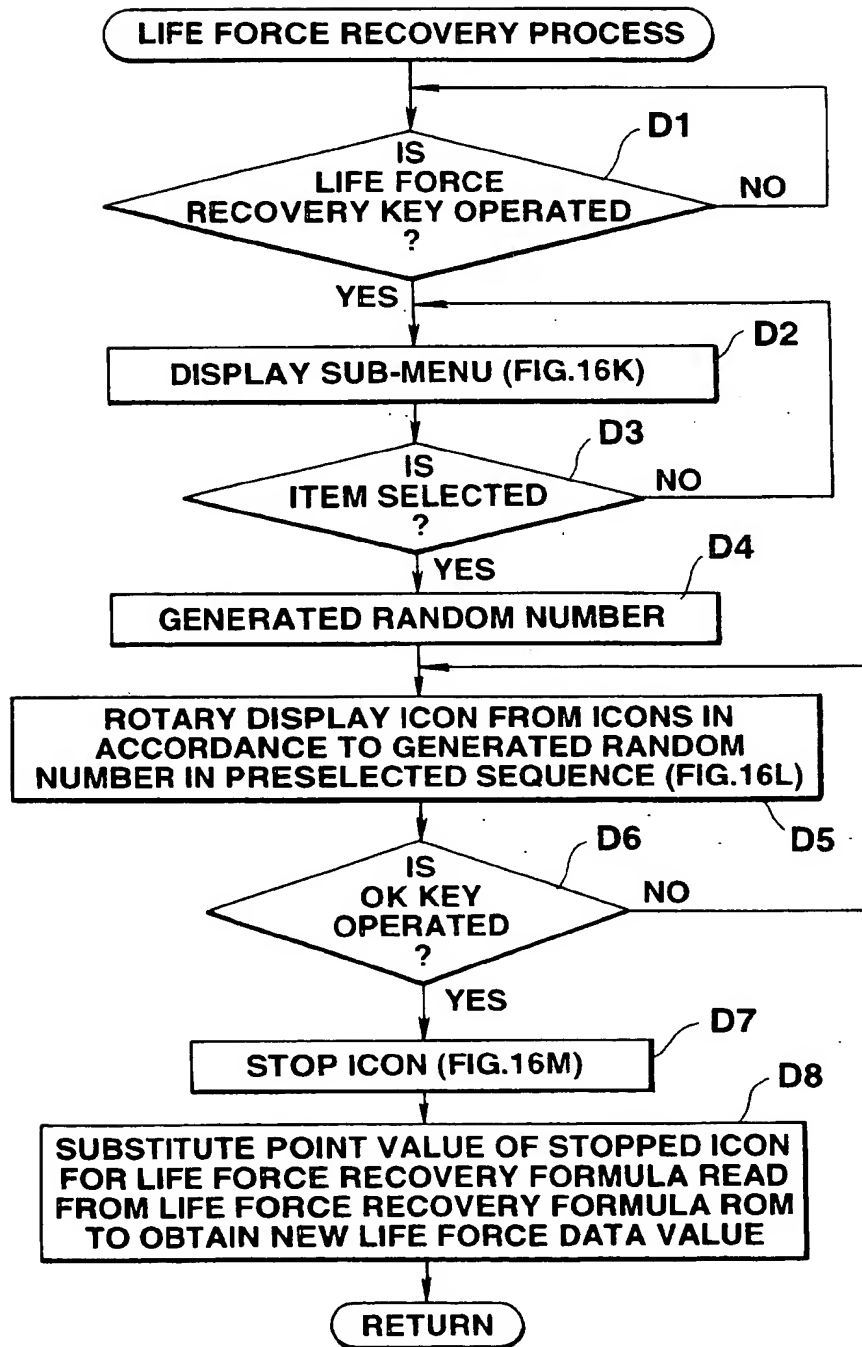 LIFE FORCE RECOVERY PROCESS
D1
IS
LIFE FORCE
RECOVERY KEY OPERATED
?
NO
YES
D2
DISPLAY SUB-MENU (FIG.16K)
D3
IS
ITEM SELECTED
?
NO
YES
D4
GENERATED RANDOM NUMBER
ROTARY DISPLAY ICON FROM ICONS IN
ACCORDANCE TO GENERATED RANDOM
NUMBER IN PRESELECTED SEQUENCE (FIG.16L)
D5
D6
IS
OK KEY
OPERATED
?
NO
YES
D7
STOP ICON (FIG.16M)
D8
SUBSTITUTE POINT VALUE OF STOPPED ICON
FOR LIFE FORCE RECOVERY FORMULA READ
FROM LIFE FORCE RECOVERY FORMULA ROM
TO OBTAIN NEW LIFE FORCE DATA VALUE
RETURN